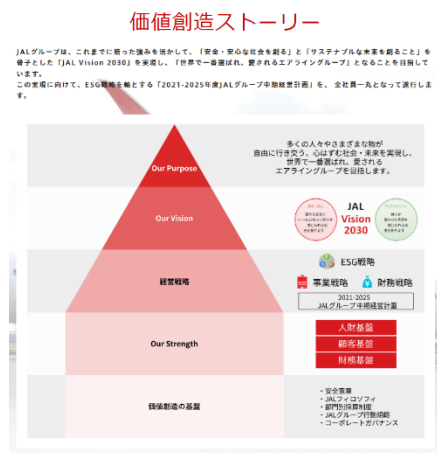 価値創造ストーリー
JALグループは、これまでに培った強みを活かして、「安全・安心な社会を創る」と「サステナブルな未来を創ること」を
骨子とした「JAL Vision 2030」を実現し、「世界で一番選ばれ、愛されるエアライングループ」となることを目指して
います。
この実現に向けて、ESG戦略を軸とする「2021-2025年度JALグループ中期経営計画」を、 全社員一丸となって遂行しま
す。
Our Purpose
多くの人々やさまざまな物が
自由に行き交う、心はずむ社会・未来を実現し、
世界で一番選ばれ、愛される
エアライングループを目指します。
Our Vision
JAL
Vision
2030
経営戦略
ESG戦略
事業戦略
財務戦略
2021-2025
JALグループ中期経営計画
Our Strength
人財基盤
顧客基盤
財務基盤
価値創造の基盤
・安全憲章
・JALフィロソフィ
・部門別採算制度
・JALグループ行動規範
・コーポレートガバナンス